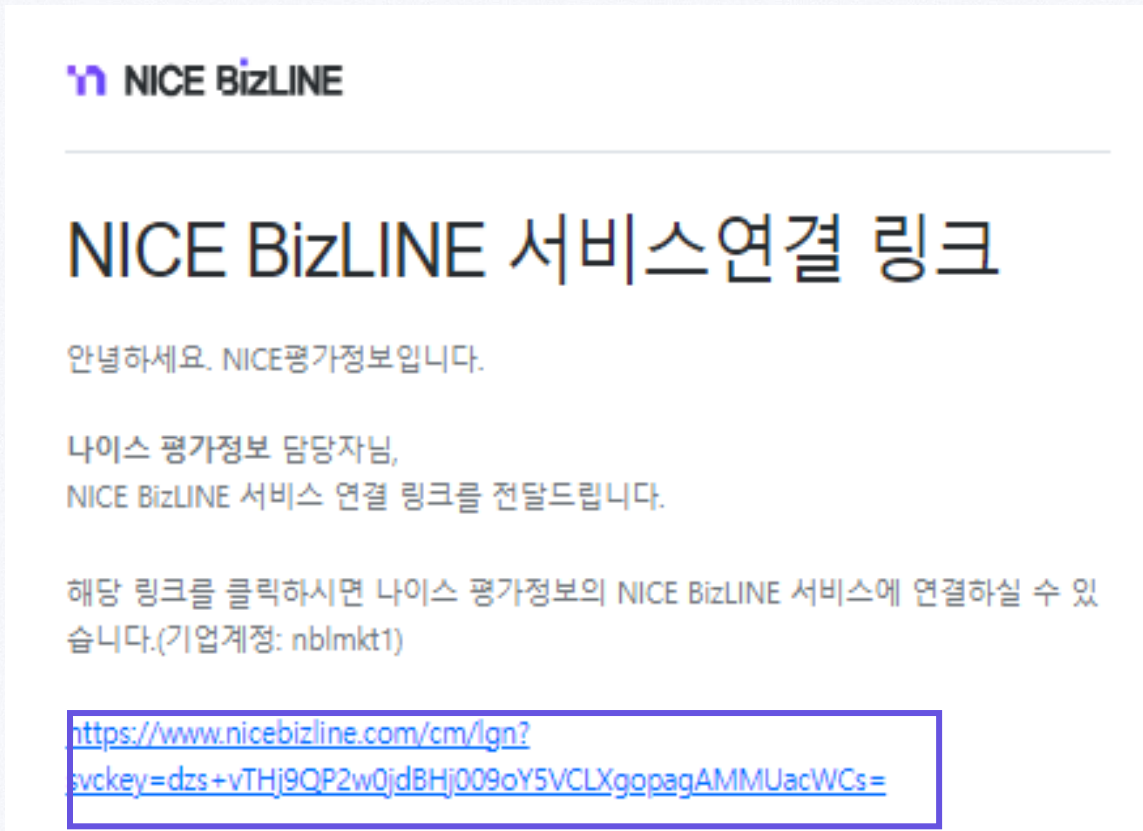 NICE BizLINE
NICE BizLINE 서비스연결 링크
안녕하세요. NICE평가정보입니다.
나이스 평가정보 담당자님,
NICE BizLINE 서비스 연결 링크를 전달드립니다.
해당 링크를 클릭하시면 나이스 평가정보의 NICE BizLINE 서비스에 연결하실 수 있
습니다.(기업계정: nblmkt1)
https://www.nicebizline.com/cm/lgn?
svckey=dzs+vTHj9QP2w0jdBHj009oY5VCLXgopagAMMUacWCs=